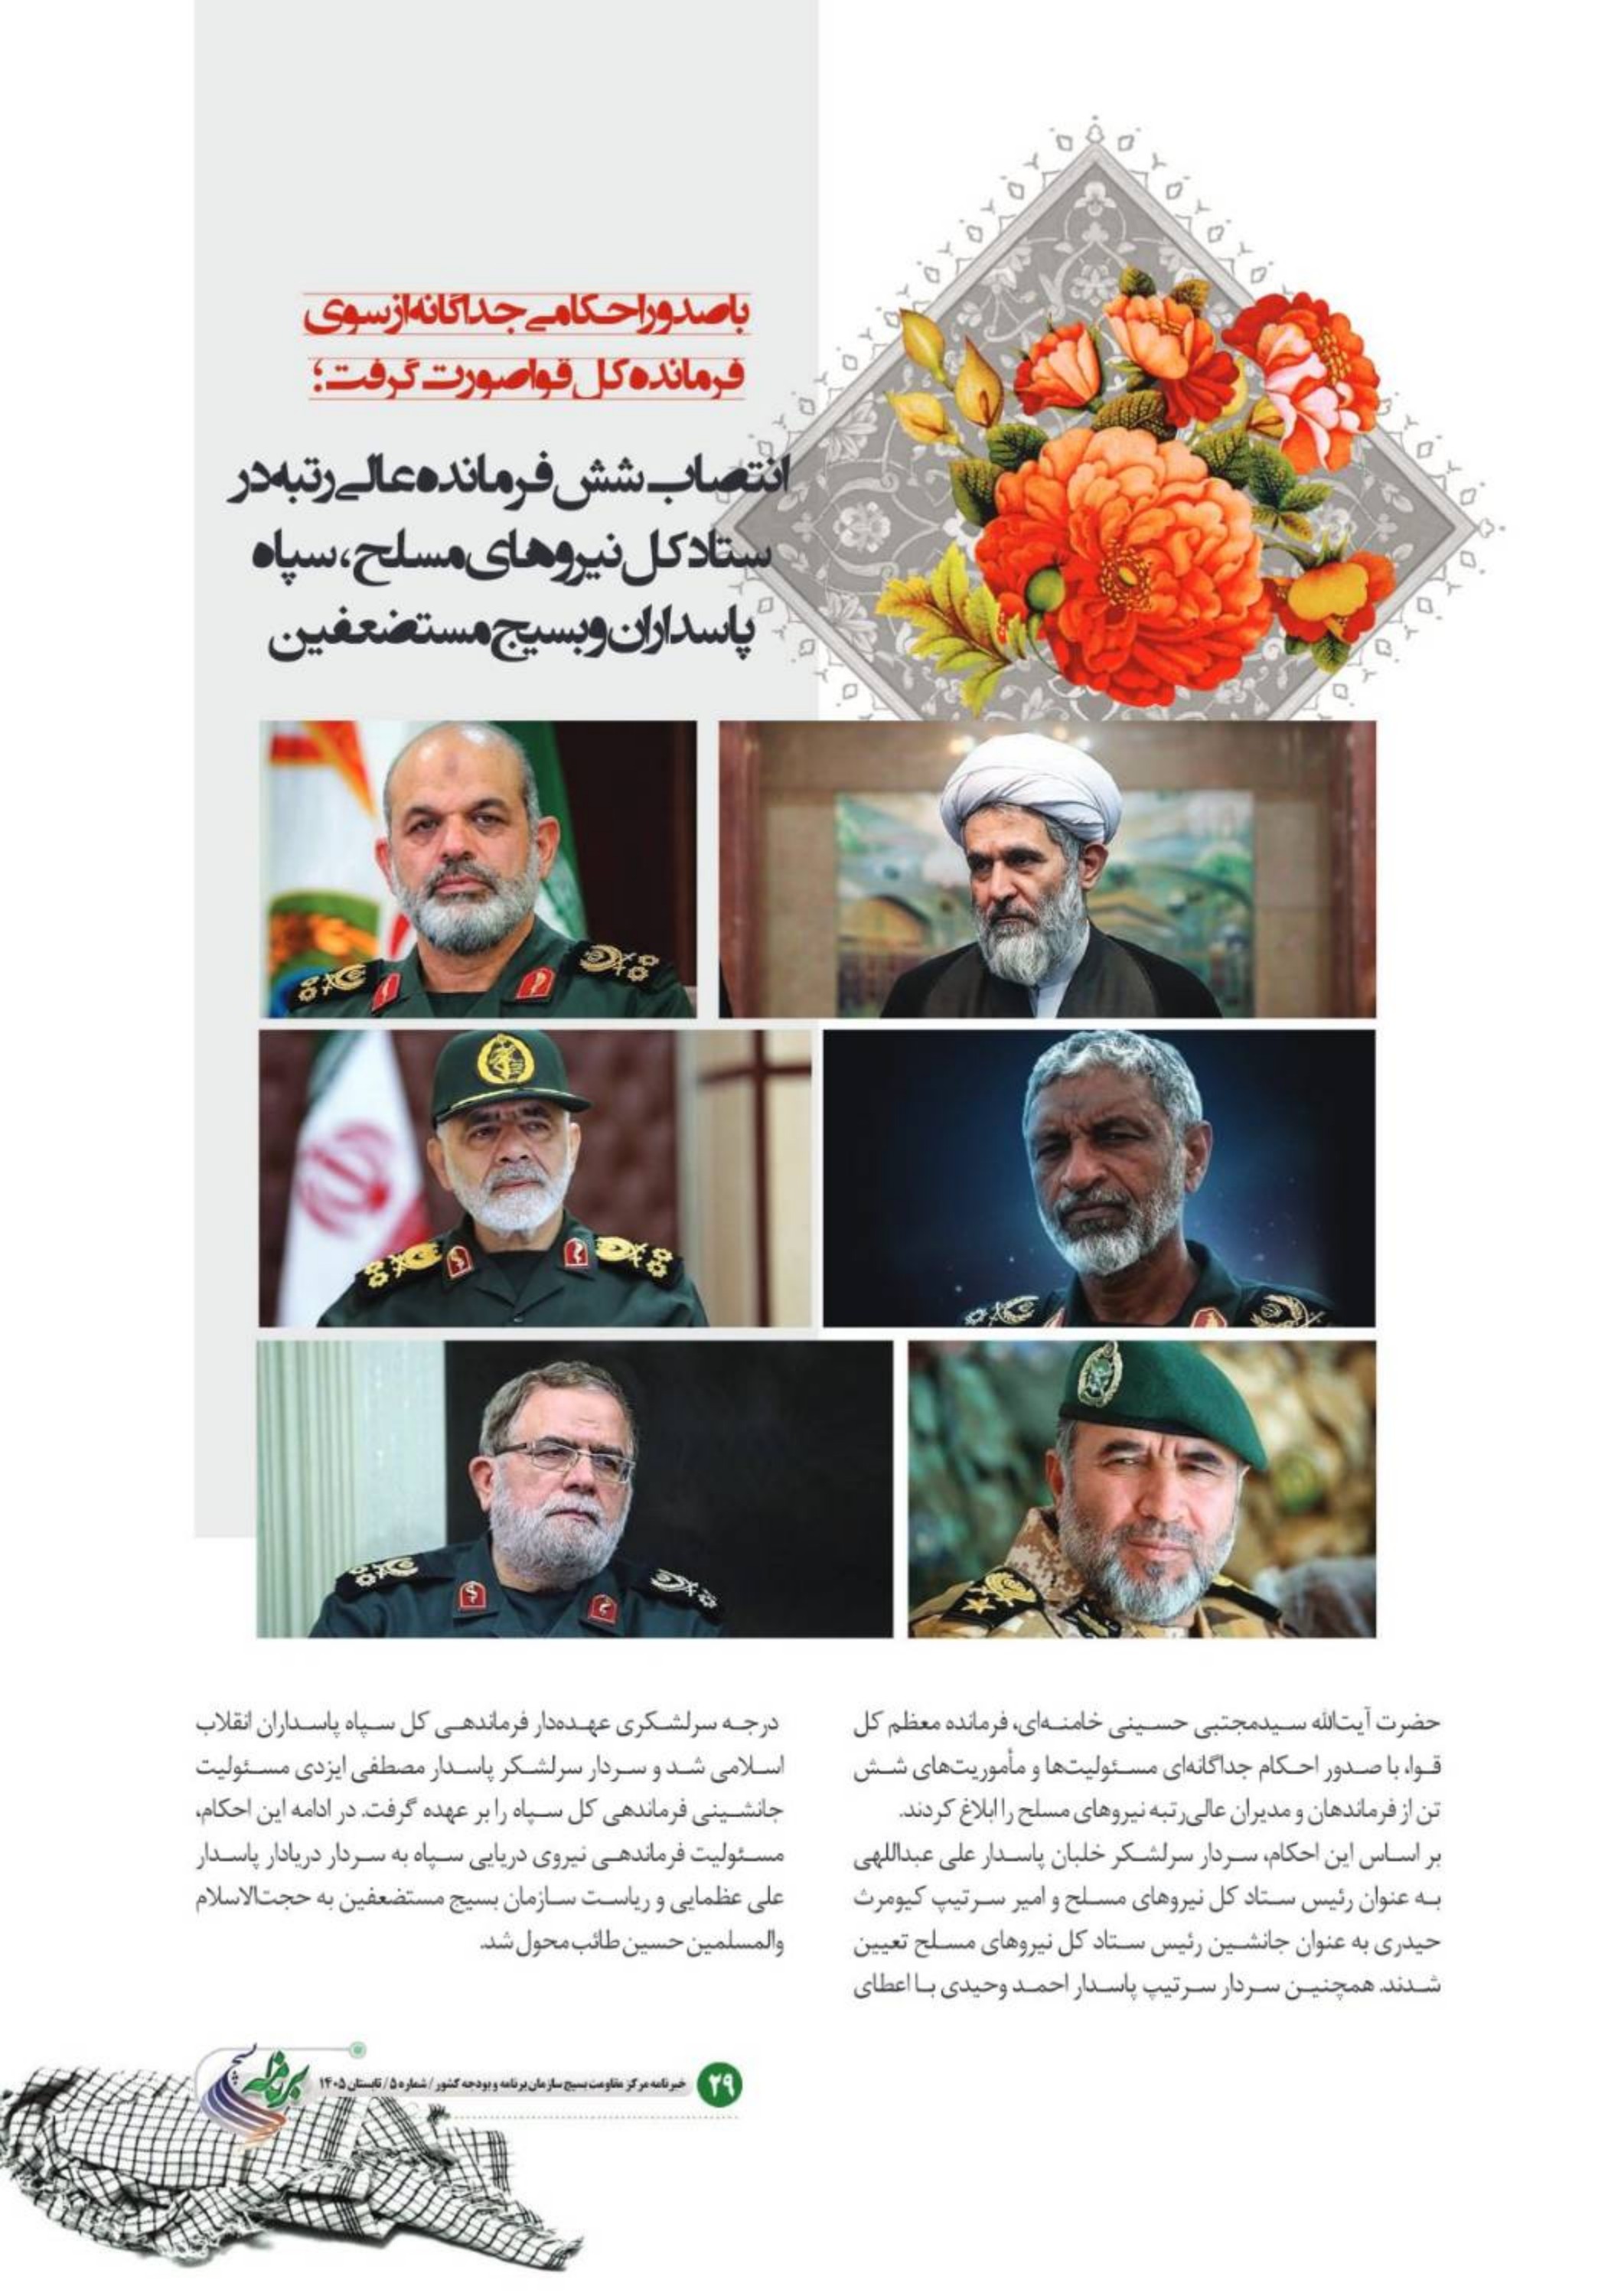 با صدور احکامی جداگانه از سوی
فرمانده کل قوا صورت گرفت؛
انتصاب شش فرمانده عالی رتبه در
ستاد کل نیروهای مسلح، سپاه
پاسداران و بسیج مستضعفین
حضرت آیت‌الله سیدمجتبی حسینی خامنه‌ای، فرمانده معظم کل
قوا، با صدور احکام جداگانه‌ای مسئولیت‌ها و مأموریت‌های شش
تن از فرماندهان و مدیران عالی‌رتبه نیروهای مسلح را ابلاغ کردند.
بر اساس این احکام، سردار سرلشکر خلبان پاسدار علی عبداللهی
به عنوان رئیس ستاد کل نیروهای مسلح و امیر سرتیپ کیومرث
حیدری به عنوان جانشین رئیس ستاد کل نیروهای مسلح تعیین
شدند. همچنین سردار سرتیپ پاسدار احمد وحیدی با اعطای
درجه سرلشکری عهده‌دار فرماندهی کل سپاه پاسداران انقلاب
اسلامی شد و سردار سرلشکر پاسدار مصطفی ایزدی مسئولیت
جانشینی فرماندهی کل سپاه را بر عهده گرفت. در ادامه این احکام،
مسئولیت فرماندهی نیروی دریایی سپاه به سردار دریادار پاسدار
علی عظمایی و ریاست سازمان بسیج مستضعفین به حجت‌الاسلام
والمسلمین حسین طائب محول شد.
۲۹ خبرنامه مرکز مقاومت بسیج سازمان برنامه و بودجه کشور / شماره ۵ / تابستان ۱۴۰۵
برنامه بسیج